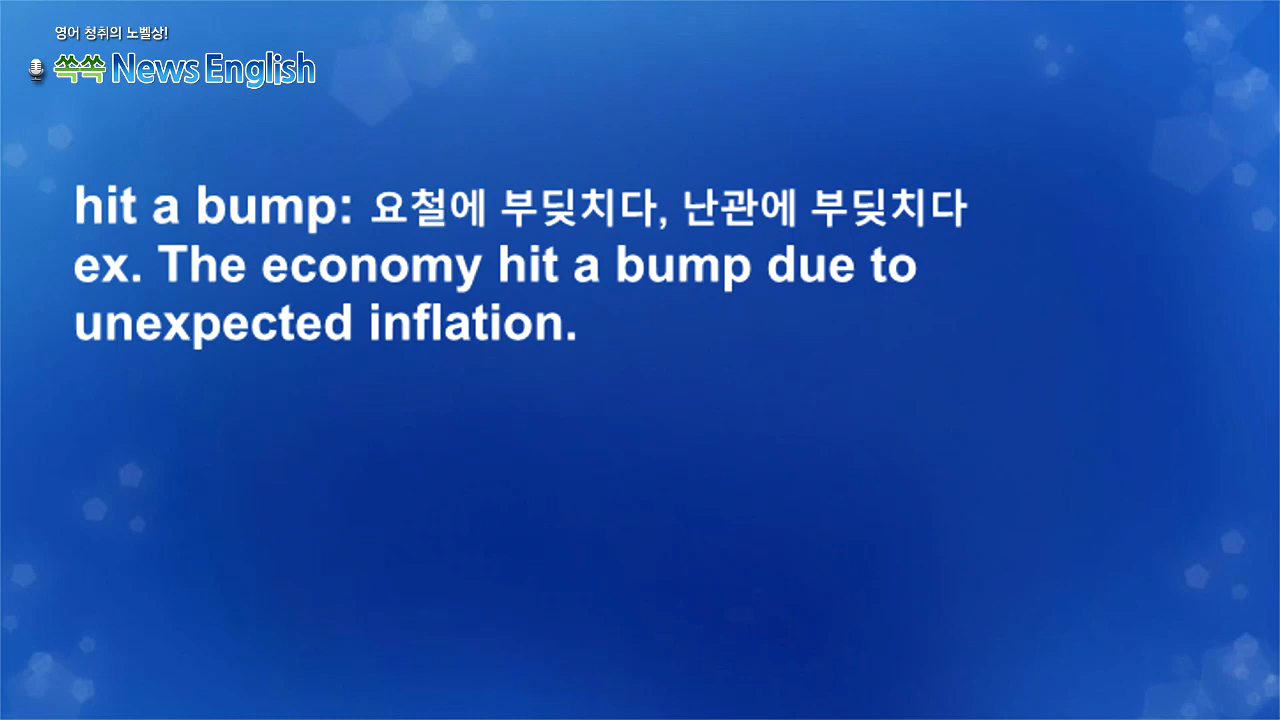 영어 청취의 노벨상!
쏙쏙 News English
hit a bump: 요철에 부딪치다, 난관에 부딪치다
ex. The economy hit a bump due to
unexpected inflation.